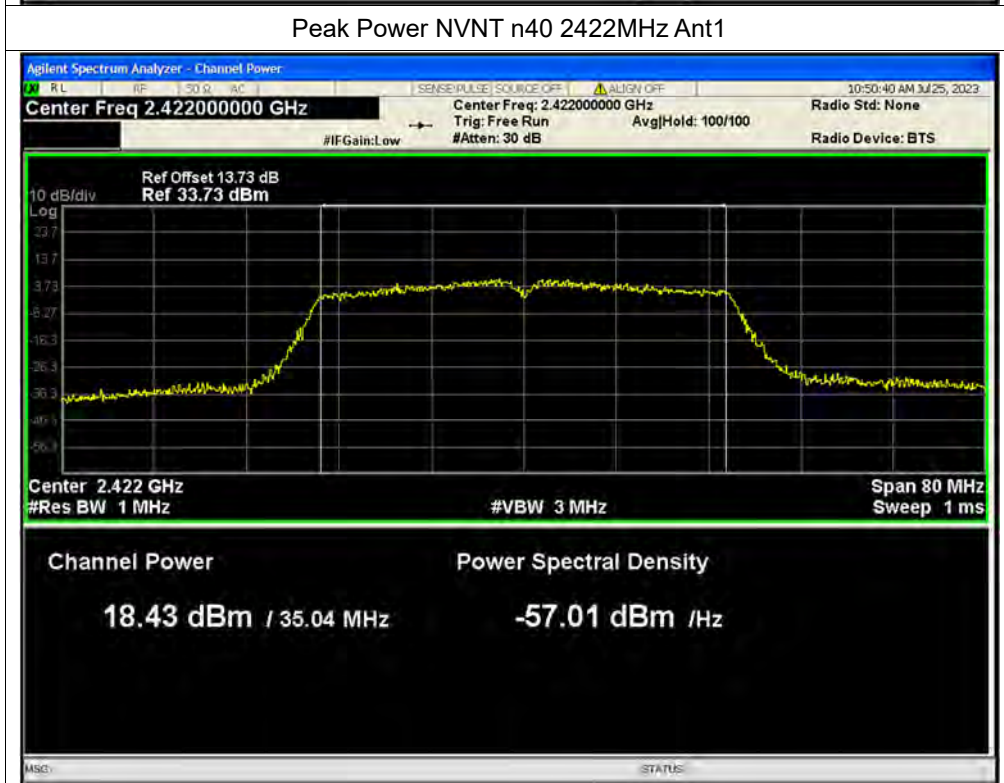 Peak Power NVNT n40 2422MHz Ant1
Agilent Spectrum Analyzer - Channel Power
RL RF 50 Ω AC SENSE:PULSE SOURCE OFF ALIGN OFF 10:50:40 AM Jul 25, 2023
Center Freq 2.422000000 GHz Center Freq: 2.422000000 GHz Radio Std: None
Trig: Free Run Avg|Hold: 100/100
#IFGain:Low #Atten: 30 dB Radio Device: BTS
Ref Offset 13.73 dB
10 dB/div Ref 33.73 dBm
Log
23.7
13.7
3.73
-6.27
-16.3
-26.3
-36.3
-46.3
-56.3
Center 2.422 GHz Span 80 MHz
#Res BW 1 MHz #VBW 3 MHz Sweep 1 ms
Channel Power Power Spectral Density
18.43 dBm / 35.04 MHz -57.01 dBm /Hz
MSG STATUS